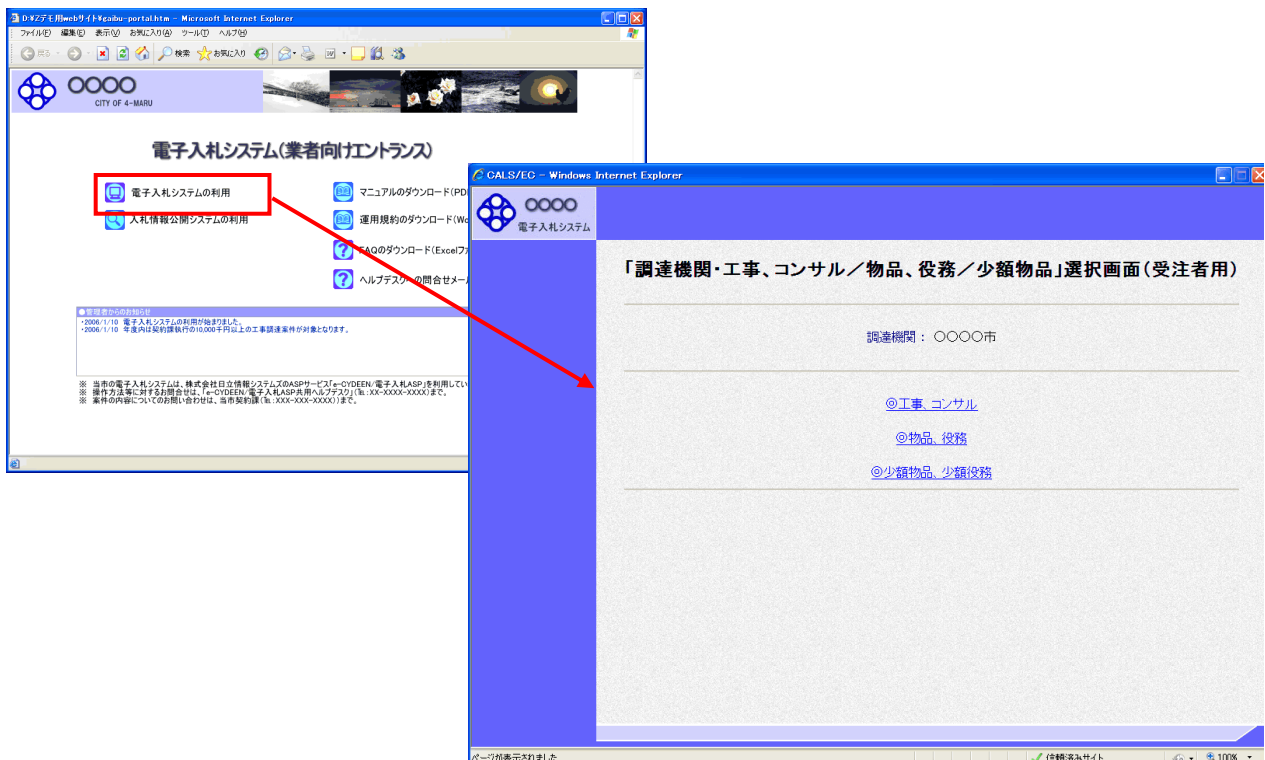 D:¥Zデモ用webサイト¥gaibu-portal.htm - Microsoft Internet Explorer
ファイル(F) 編集(E) 表示(V) お気に入り(A) ツール(T) ヘルプ(H)
戻る 検索 お気に入り
○○○○
CITY OF 4-MARU
電子入札システム(業者向けエントランス)
電子入札システムの利用
マニュアルのダウンロード(PD
入札情報公開システムの利用
運用規約のダウンロード(Wo
FAQのダウンロード(Excelフ
ヘルプデスクへの問合せメー
●管理者からのお知らせ
・2006/1/10 電子入札システムの利用が始まりました。
・2006/1/10 年度内は契約課執行の10,000千円以上の工事調達案件が対象となります。
※ 当市の電子入札システムは、株式会社日立情報システムズのASPサービス「e-CYDEEN/電子入札ASP」を利用してい
※ 操作方法等に対するお問合せは、「e-CYDEEN/電子入札ASP共用ヘルプデスク」(℡:XX-XXXX-XXXX)まで。
※ 案件の内容についてのお問い合わせは、当市契約課(℡:XXX-XXX-XXXX))まで。
CALS/EC - Windows Internet Explorer
○○○○
電子入札システム
「調達機関・工事、コンサル／物品、役務／少額物品」選択画面(受注者用)
調達機関： ○○○○市
◎工事、コンサル
◎物品、役務
◎少額物品、少額役務
ページが表示されました
信頼済みサイト
100%